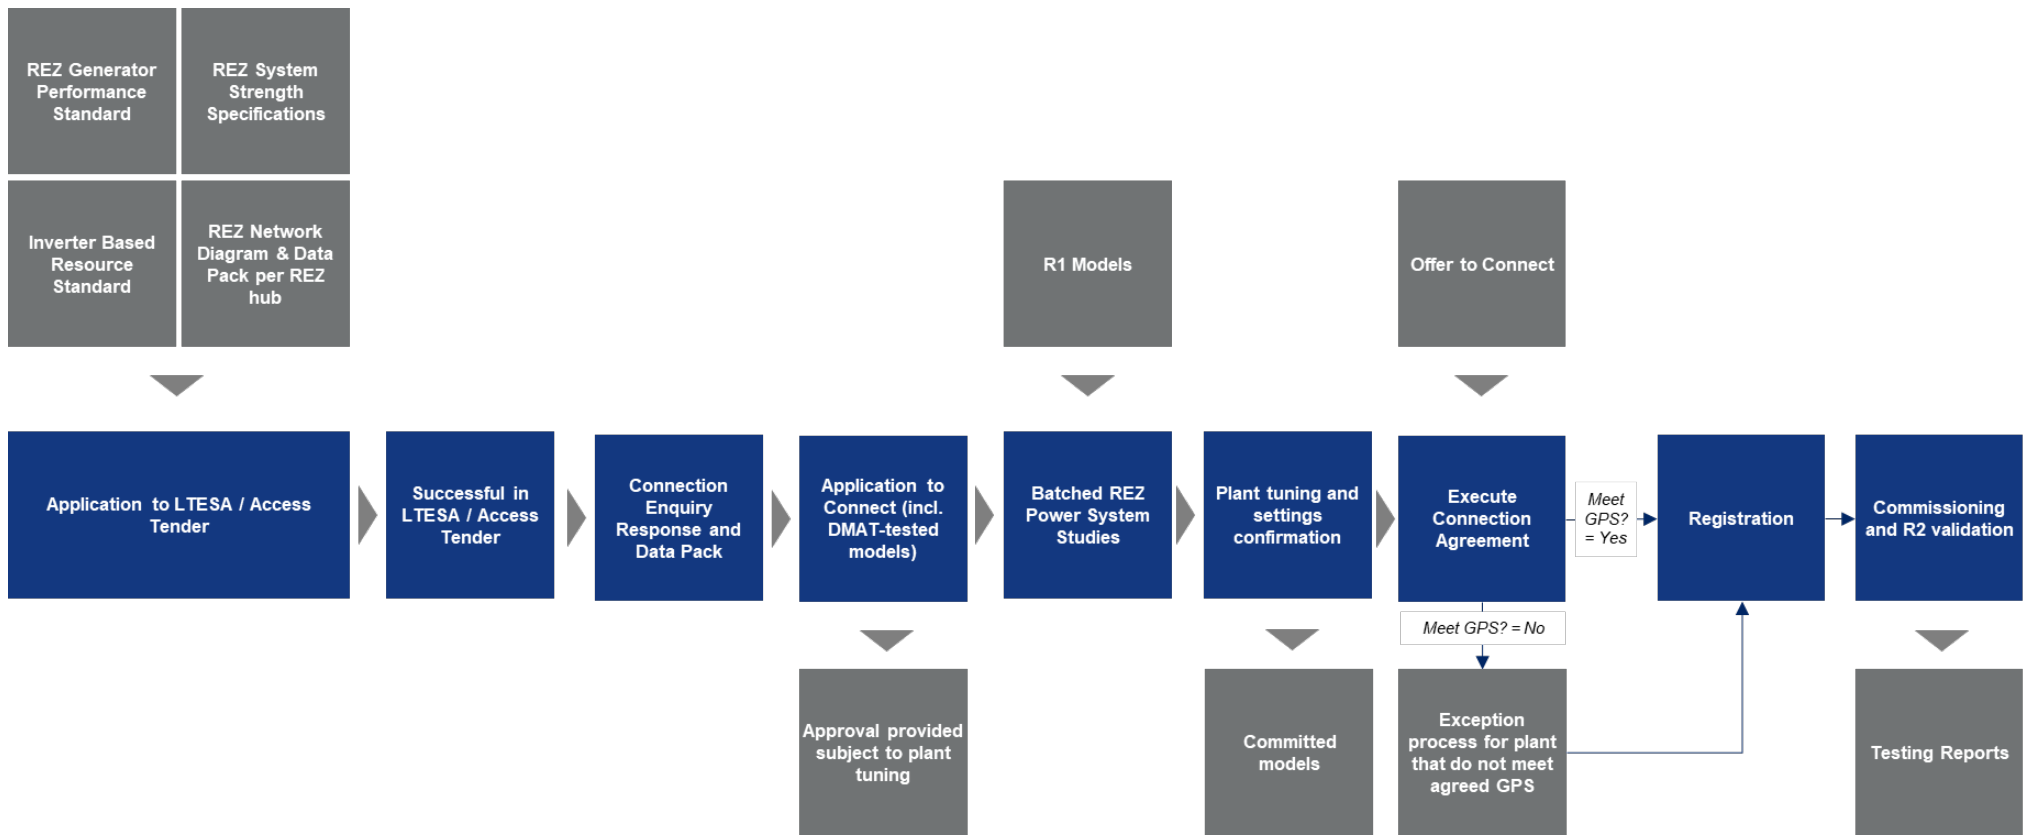 REZ Generator
Performance
Standard
REZ System
Strength
Specifications
Inverter Based
Resource
Standard
REZ Network
Diagram & Data
Pack per REZ
hub
R1 Models
Offer to Connect
Application to LTESA / Access
Tender
Successful in
LTESA / Access
Tender
Connection
Enquiry
Response and
Data Pack
Application to
Connect (incl.
DMAT-tested
models)
Batched REZ
Power System
Studies
Plant tuning and
settings
confirmation
Execute
Connection
Agreement
Meet
GPS?
= Yes
Registration
Commissioning
and R2 validation
Meet GPS? = No
Approval provided
subject to plant
tuning
Committed
models
Exception
process for plant
that do not meet
agreed GPS
Testing Reports